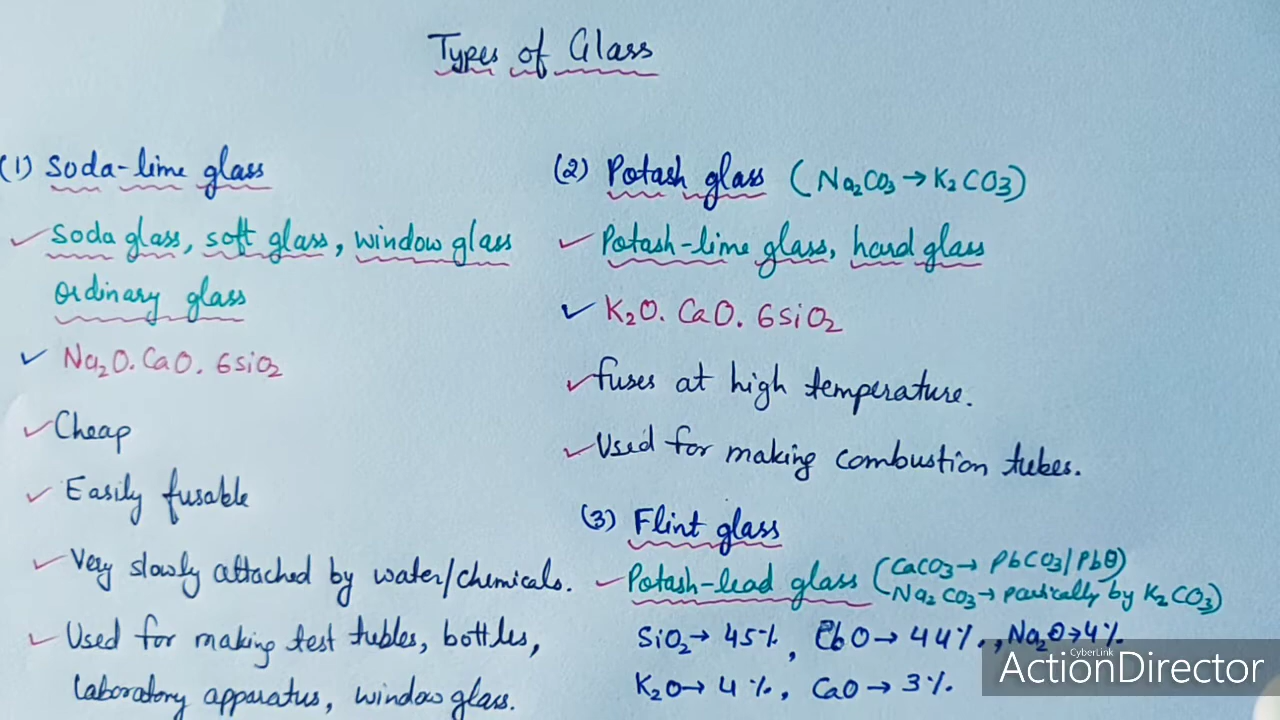 Types of Glass
(1) Soda-lime glass
✓ Soda glass, soft glass, window glass
ordinary glass
✓ Na₂O.CaO. 6SiO₂
✓ Cheap
✓ Easily fusable
✓ Very slowly attached by water/chemicals.
✓ Used for making test tubles, bottles,
laboratory apparatus, window glass.
(2) Potash glass (Na₂CO₃→K₂CO₃)
✓ Potash-lime glass, hard glass
✓ K₂O. CaO. 6SiO₂
✓ fuses at high temperature.
✓ Used for making combustion tubes.
(3) Flint glass
✓ Potash-lead glass (CaCO₃→ PbCO₃/PbO)
Na₂CO₃→ partically by K₂CO₃)
SiO₂→ 45%, PbO→ 44%, Na₂O→4%
K₂O→ 4%, CaO→ 3%.
CyberLink
ActionDirector